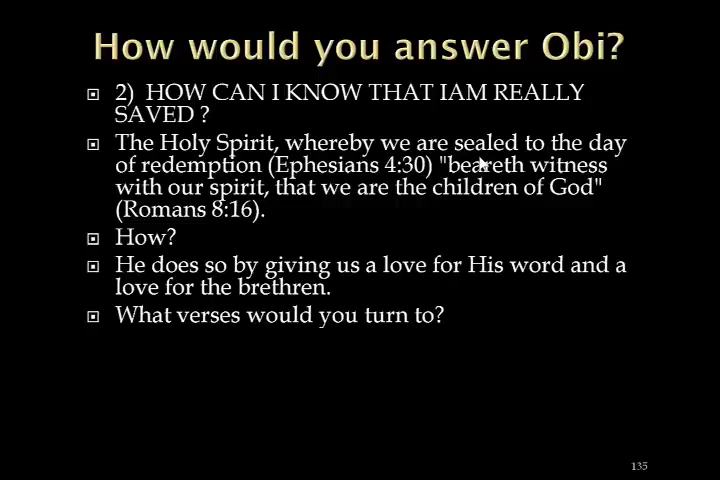 How would you answer Obi?
2) HOW CAN I KNOW THAT IAM REALLY
SAVED ?
The Holy Spirit, whereby we are sealed to the day
of redemption (Ephesians 4:30) "beareth witness
with our spirit, that we are the children of God"
(Romans 8:16).
How?
He does so by giving us a love for His word and a
love for the brethren.
What verses would you turn to?
135